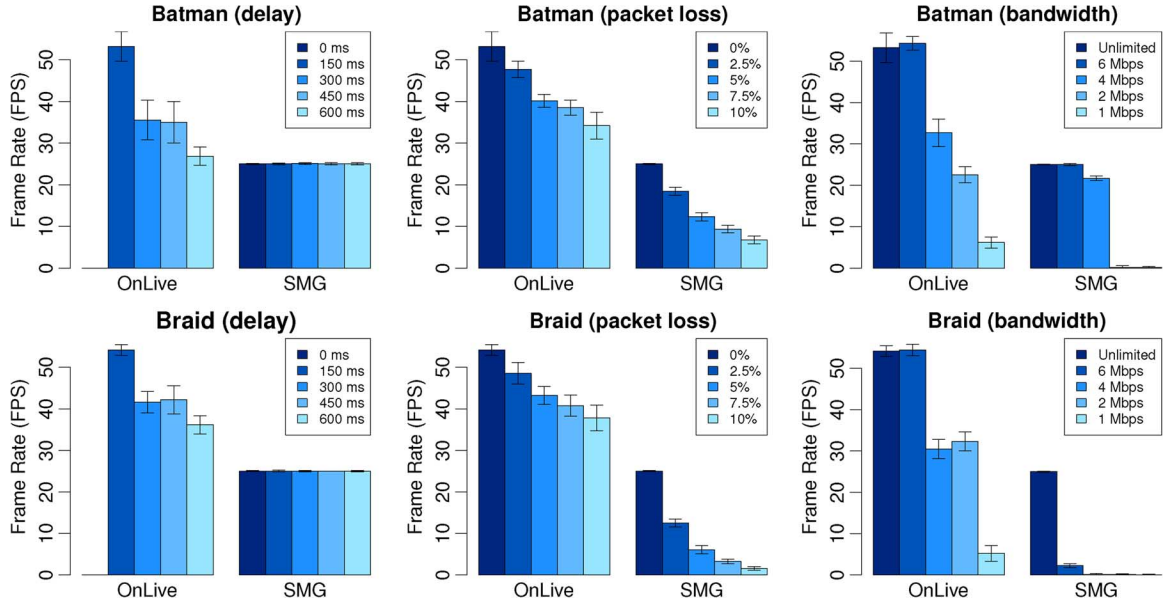 Batman (delay)
Frame Rate (FPS)
0 10 20 30 40 50
0 ms
150 ms
300 ms
450 ms
600 ms
OnLive SMG
Batman (packet loss)
Frame Rate (FPS)
0 10 20 30 40 50
0%
2.5%
5%
7.5%
10%
OnLive SMG
Batman (bandwidth)
Frame Rate (FPS)
0 10 20 30 40 50
Unlimited
6 Mbps
4 Mbps
2 Mbps
1 Mbps
OnLive SMG
Braid (delay)
Frame Rate (FPS)
0 10 20 30 40 50
0 ms
150 ms
300 ms
450 ms
600 ms
OnLive SMG
Braid (packet loss)
Frame Rate (FPS)
0 10 20 30 40 50
0%
2.5%
5%
7.5%
10%
OnLive SMG
Braid (bandwidth)
Frame Rate (FPS)
0 10 20 30 40 50
Unlimited
6 Mbps
4 Mbps
2 Mbps
1 Mbps
OnLive SMG